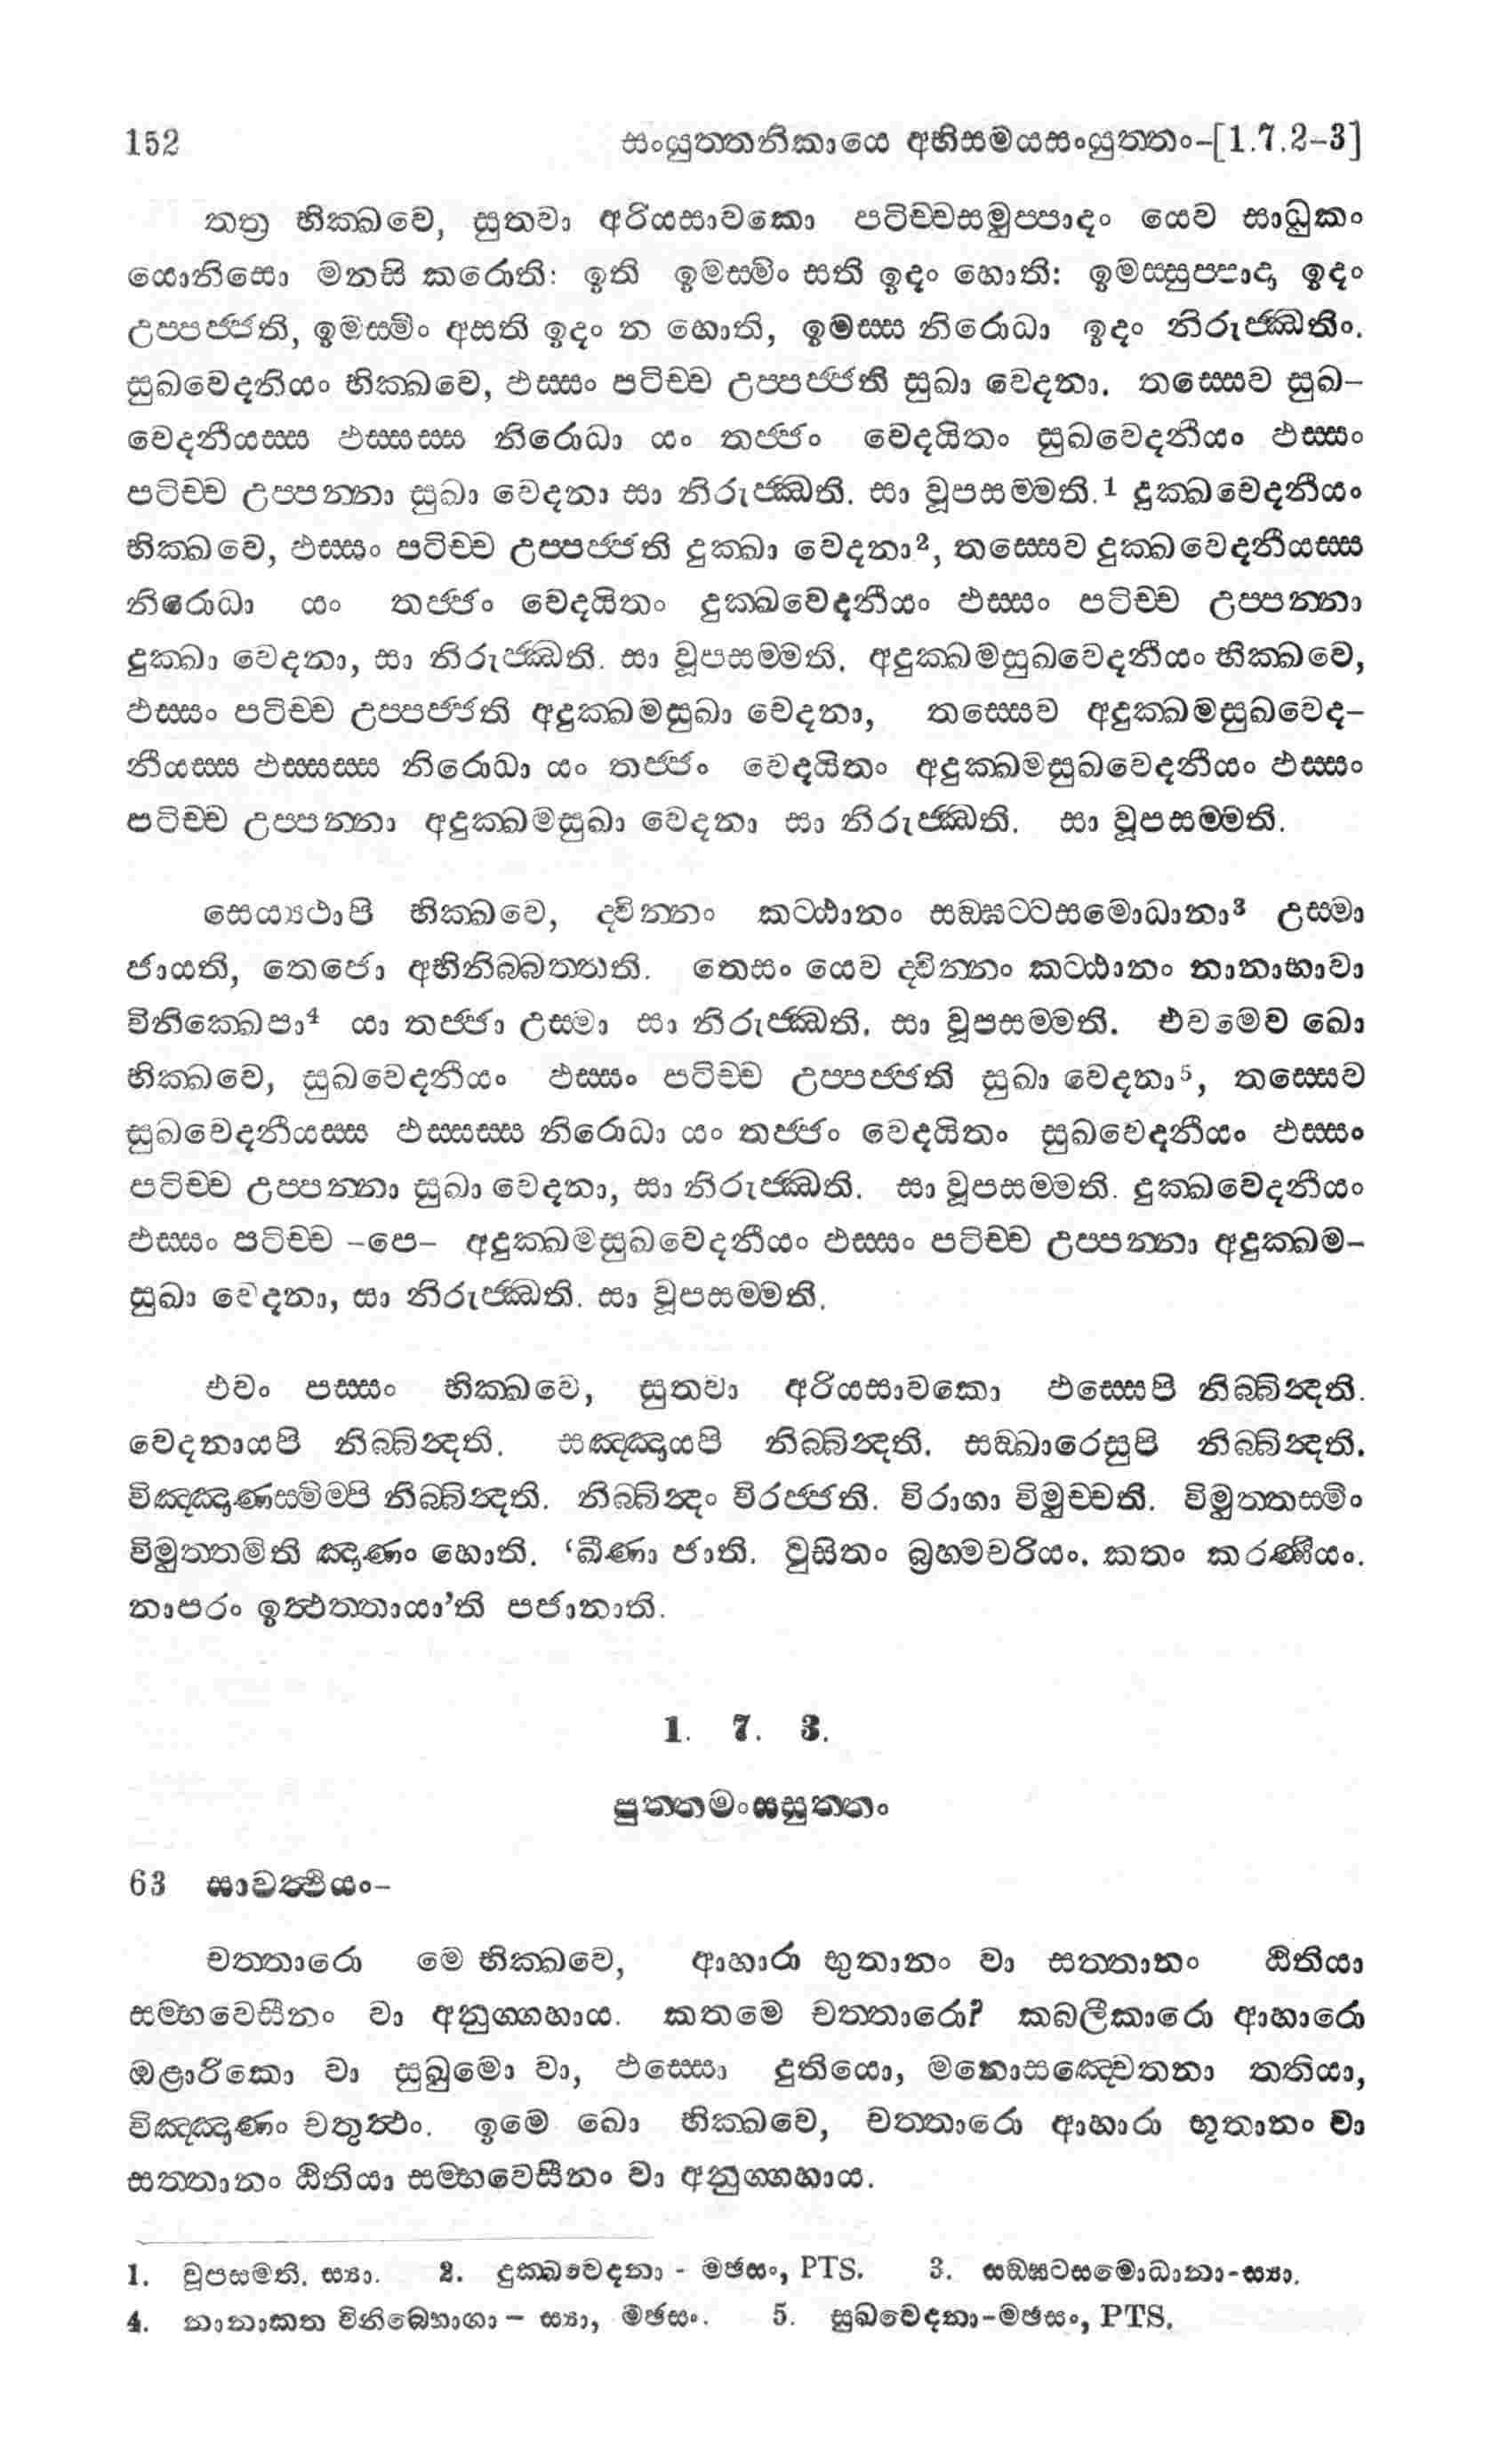 152 සංයුත්තනිකායෙ අභිසමයසංයුත්තං-[1.7.2-3]
තත්‍ර භික්ඛවෙ, සුතවා අරියසාවකො පටිච්චසමුප්පාදං යෙව සාධුකං
යොනිසො මනසි කරොති: ඉති ඉමස්මිං සති ඉදං හොති: ඉමස්සුප්පාදා ඉදං
උප්පජ්ජති, ඉමස්මිං අසති ඉදං න හොති, ඉමස්ස නිරොධා ඉදං නිරුජ්ඣතිං.
සුඛවෙදනියං භික්ඛවෙ, ඵස්සං පටිච්ච උප්පජ්ජති සුඛා වෙදනා. තස්සෙව සුඛ-
වෙදනීයස්ස ඵස්සස්ස නිරොධා යං තජ්ජං වෙදයිතං සුඛවෙදනීයං ඵස්සං
පටිච්ච උප්පන්නා සුඛා වෙදනා සා නිරුජ්ඣති. සා වූපසම්මති.1 දුක්ඛවෙදනීයං
භික්ඛවෙ, ඵස්සං පටිච්ච උප්පජ්ජති දුක්ඛා වෙදනා2, තස්සෙව දුක්ඛවෙදනීයස්ස
නිරොධා යං තජ්ජං වෙදයිතං දුක්ඛවෙදනීයං ඵස්සං පටිච්ච උප්පන්නා
දුක්ඛා වෙදනා, සා නිරුජ්ඣති. සා වූපසම්මති. අදුක්ඛමසුඛවෙදනීයං භික්ඛවෙ,
ඵස්සං පටිච්ච උප්පජ්ජති අදුක්ඛමසුඛා වෙදනා, තස්සෙව අදුක්ඛමසුඛවෙද-
නීයස්ස ඵස්සස්ස නිරොධා යං තජ්ජං වෙදයිතං අදුක්ඛමසුඛවෙදනීයං ඵස්සං
පටිච්ච උප්පන්නා අදුක්ඛමසුඛා වෙදනා සා නිරුජ්ඣති. සා වූපසම්මති.
සෙය්‍යථාපි භික්ඛවෙ, ද්වින්නං කට්ඨානං සඞ්ඝට්ටසමොධානා3 උස්මා
ජායති, තෙජො අභිනිබ්බත්තති. තෙසං යෙව ද්වින්නං කට්ඨානං නානාභාවා
විනික්ඛෙපා4 යා තජ්ජා උස්මා සා නිරුජ්ඣති. සා වූපසම්මති. එවමෙව ඛො
භික්ඛවෙ, සුඛවෙදනීයං ඵස්සං පටිච්ච උප්පජ්ජති සුඛා වෙදනා5, තස්සෙව
සුඛවෙදනීයස්ස ඵස්සස්ස නිරොධා යං තජ්ජං වෙදයිතං සුඛවෙදනීයං ඵස්සං
පටිච්ච උප්පන්නා සුඛා වෙදනා, සා නිරුජ්ඣති. සා වූපසම්මති. දුක්ඛවෙදනීයං
ඵස්සං පටිච්ච -පෙ- අදුක්ඛමසුඛවෙදනීයං ඵස්සං පටිච්ච උප්පන්නා අදුක්ඛම-
සුඛා වෙදනා, සා නිරුජ්ඣති. සා වූපසම්මති.
එවං පස්සං භික්ඛවෙ, සුතවා අරියසාවකො ඵස්සෙපි නිබ්බින්දති.
වෙදනායපි නිබ්බින්දති. සඤ්ඤායපි නිබ්බින්දති. සඞ්ඛාරෙසුපි නිබ්බින්දති.
විඤ්ඤාණස්මිම්පි නිබ්බින්දති. නිබ්බින්දං විරජ්ජති. විරාගා විමුච්චති. විමුත්තස්මිං
විමුත්තමිති ඤාණං හොති. ‘ඛීණා ජාති. වුසිතං බ්‍රහ්මචරියං. කතං කරණීයං.
නාපරං ඉත්ථත්තායා’ති පජානාති.
1. 7. 3.
පුත්තමංසසුත්තං
63 සාවත්ථියං-
චත්තාරො මෙ භික්ඛවෙ, ආහාරා භූතානං වා සත්තානං ඨිතියා
සම්භවෙසීනං වා අනුග්ගහාය. කතමෙ චත්තාරො? කබලීකාරො ආහාරො
ඔළාරිකො වා සුඛුමො වා, ඵස්සො දුතියො, මනොසඤ්චෙතනා තතියා,
විඤ්ඤාණං චතුත්ථං. ඉමෙ ඛො භික්ඛවෙ, චත්තාරො ආහාරා භූතානං වා
සත්තානං ඨිතියා සම්භවෙසීනං වා අනුග්ගහාය.
1. වූපසමති. ස්‍යා. 2. දුක්ඛවෙදනා - මඡසං, PTS. 3. සඞ්ඝටසමොධානා-ස්‍යා.
4. නානාකත විනිබ්භොගා - ස්‍යා, මඡසං. 5. සුඛවෙදනා-මඡසං, PTS.